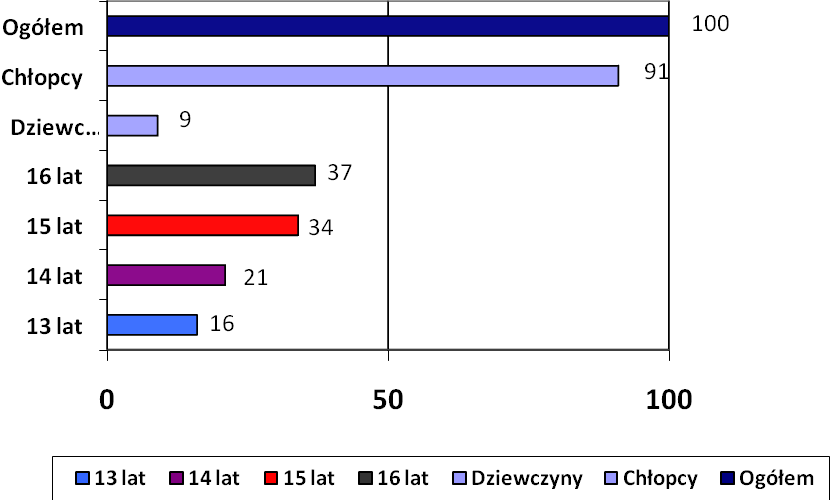 Ogółem 100
Chłopcy 91
Dziewc... 9
16 lat 37
15 lat 34
14 lat 21
13 lat 16
0 50 100
13 lat 14 lat 15 lat 16 lat Dziewczyny Chłopcy Ogółem